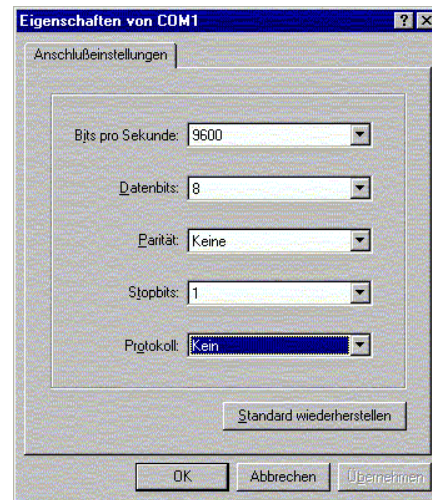 Eigenschaften von COM1
Anschlußeinstellungen
Bits pro Sekunde: 9600
Datenbits: 8
Parität: Keine
Stopbits: 1
Protokoll: Kein
Standard wiederherstellen
OK Abbrechen Übernehmen